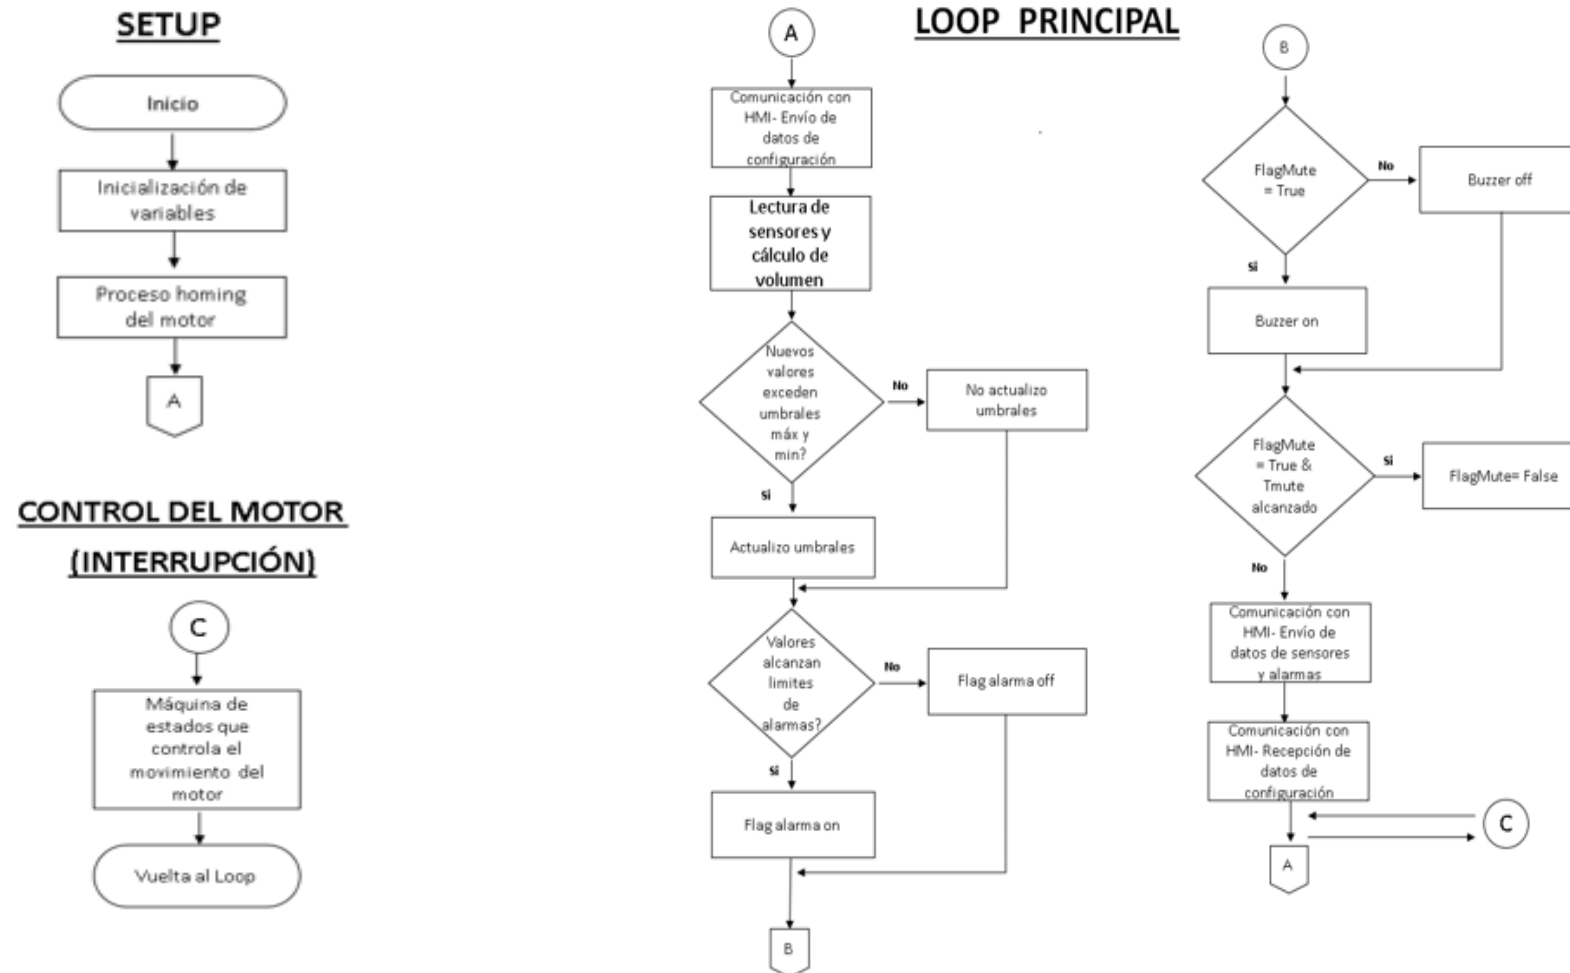 SETUP
Inicio
Inicialización de
variables
Proceso homing
del motor
A
CONTROL DEL MOTOR
(INTERRUPCIÓN)
C
Máquina de
estados que
controla el
movimiento del
motor
Vuelta al Loop
LOOP PRINCIPAL
A
Comunicación con
HMI- Envío de
datos de
configuración
Lectura de
sensores y
cálculo de
volumen
Nuevos
valores
exceden
umbrales
máx y
min?
No
No actualizo
umbrales
Si
Actualizo umbrales
Valores
alcanzan
limites
de
alarmas?
No
Flag alarma off
Si
Flag alarma on
B
B
FlagMute
= True
No
Buzzer off
Si
Buzzer on
FlagMute
= True &
Tmute
alcanzado
Si
FlagMute= False
No
Comunicación con
HMI- Envío de
datos de sensores
y alarmas
Comunicación con
HMI- Recepción de
datos de
configuración
C
A